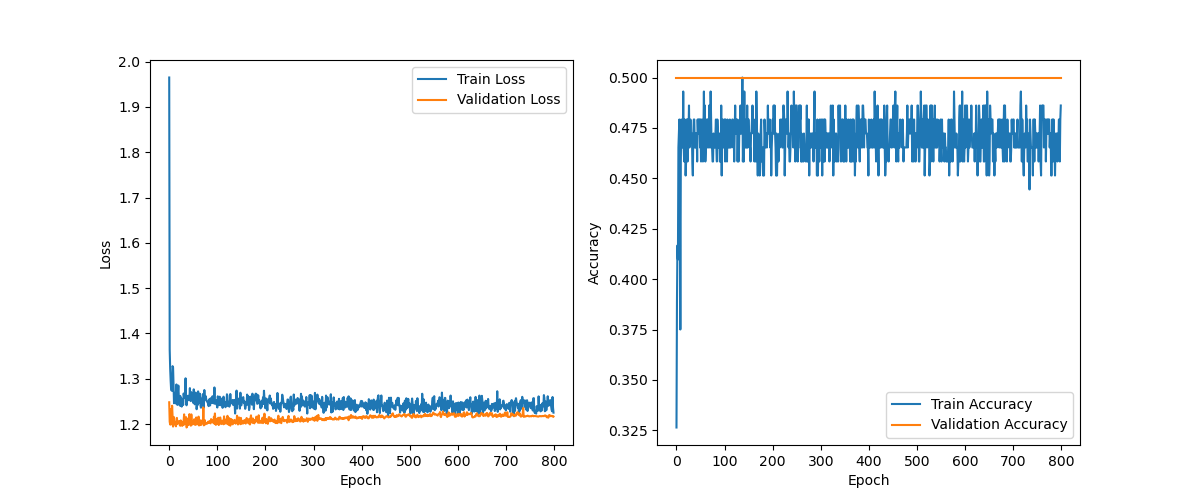 2.0
1.9
1.8
1.7
1.6
1.5
1.4
1.3
1.2
Loss
0 100 200 300 400 500 600 700 800
Epoch
Train Loss
Validation Loss
0.500
0.475
0.450
0.425
0.400
0.375
0.350
0.325
Accuracy
0 100 200 300 400 500 600 700 800
Epoch
Train Accuracy
Validation Accuracy